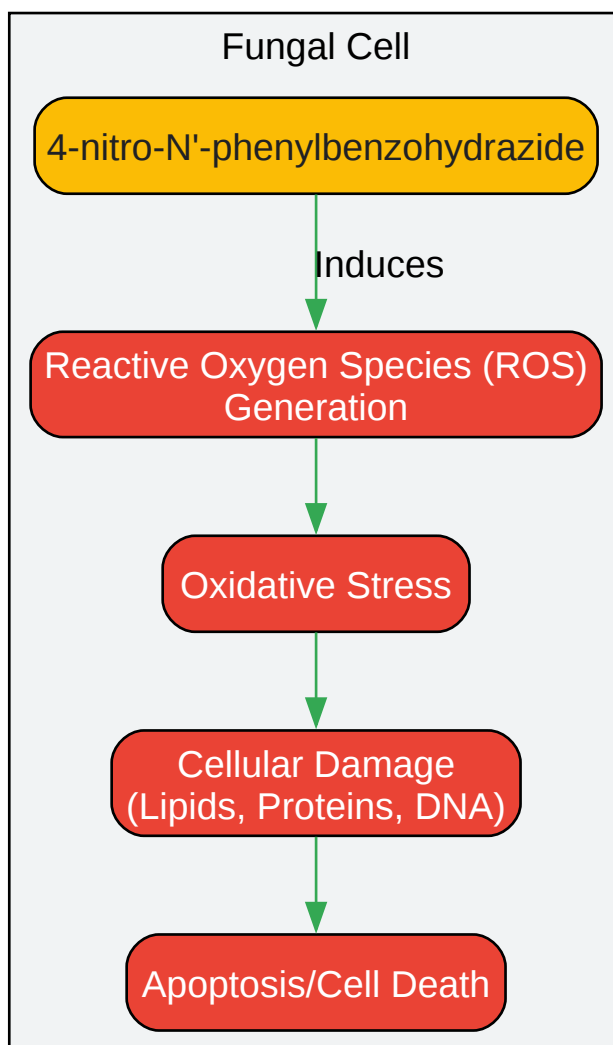 Fungal Cell
4-nitro-N'-phenylbenzohydrazide
Induces
Reactive Oxygen Species (ROS)
Generation
Oxidative Stress
Cellular Damage
(Lipids, Proteins, DNA)
Apoptosis/Cell Death